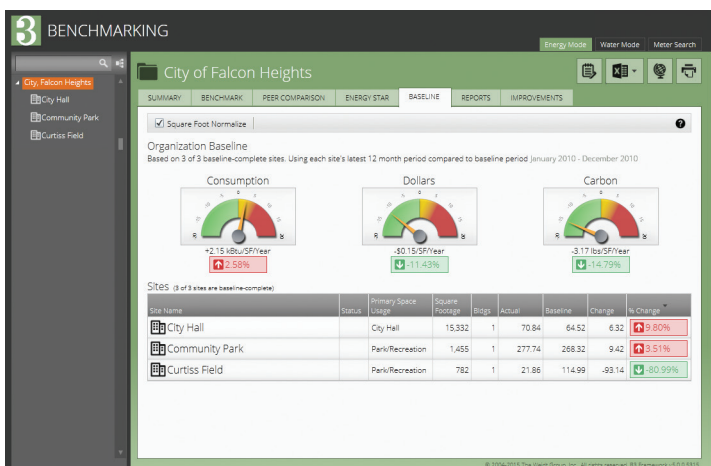 3 BENCHMARKING
Energy Mode Water Mode Meter Search
City, Falcon Heights
City Hall
Community Park
Curtiss Field
City of Falcon Heights
SUMMARY BENCHMARK PEER COMPARISON ENERGY STAR BASELINE REPORTS IMPROVEMENTS
Square Foot Normalize
Organization Baseline
Based on 3 of 3 baseline-complete sites. Using each site's latest 12 month period compared to baseline period January 2010 - December 2010
Consumption Dollars Carbon
+2.15 kBtu/SF/Year -$0.15/SF/Year -3.17 lbs/SF/Year
2.58% -11.43% -14.79%
Sites (3 of 3 sites are baseline-complete)
Site Name Status Primary Space Usage Square Footage Bldgs Actual Baseline Change % Change
City Hall City Hall 15,332 1 70.84 64.52 6.32 9.80%
Community Park Park/Recreation 1,455 1 277.74 268.32 9.42 3.51%
Curtiss Field Park/Recreation 782 1 21.86 114.99 -93.14 -80.99%